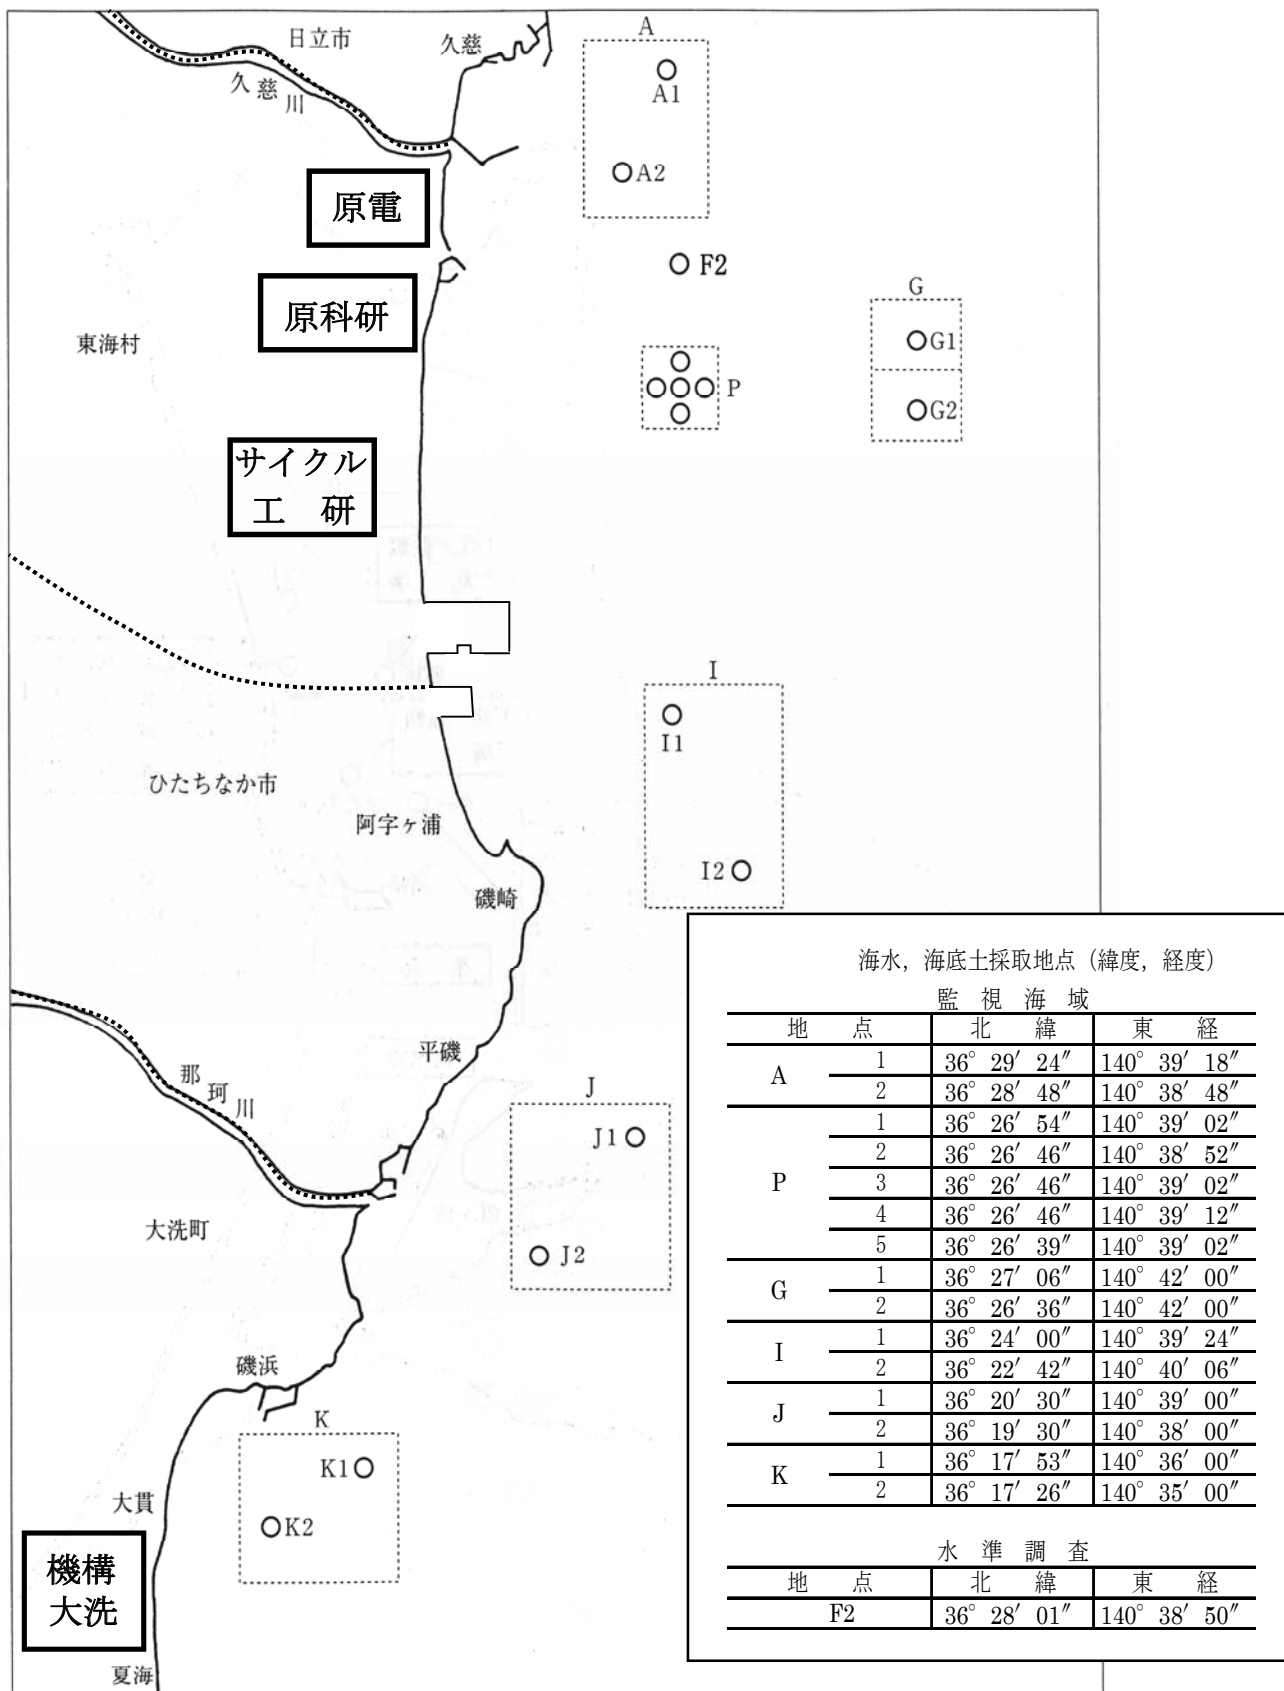 日立市
久慈
A
久慈川
A1
A2
原電
F2
原科研
G
G1
東海村
P
G2
サイクル
工 研
I
I1
ひたちなか市
阿字ヶ浦
I2
磯崎
平磯
那珂川
J
J1
大洗町
J2
磯浜
K
K1
大貫
K2
機構
大洗
夏海
海水，海底土採取地点（緯度，経度）
監 視 海 域
地 点 北 緯 東 経
A 1 36° 29′ 24″ 140° 39′ 18″
2 36° 28′ 48″ 140° 38′ 48″
P 1 36° 26′ 54″ 140° 39′ 02″
2 36° 26′ 46″ 140° 38′ 52″
3 36° 26′ 46″ 140° 39′ 02″
4 36° 26′ 46″ 140° 39′ 12″
5 36° 26′ 39″ 140° 39′ 02″
G 1 36° 27′ 06″ 140° 42′ 00″
2 36° 26′ 36″ 140° 42′ 00″
I 1 36° 24′ 00″ 140° 39′ 24″
2 36° 22′ 42″ 140° 40′ 06″
J 1 36° 20′ 30″ 140° 39′ 00″
2 36° 19′ 30″ 140° 38′ 00″
K 1 36° 17′ 53″ 140° 36′ 00″
2 36° 17′ 26″ 140° 35′ 00″
水 準 調 査
地 点 北 緯 東 経
F2 36° 28′ 01″ 140° 38′ 50″